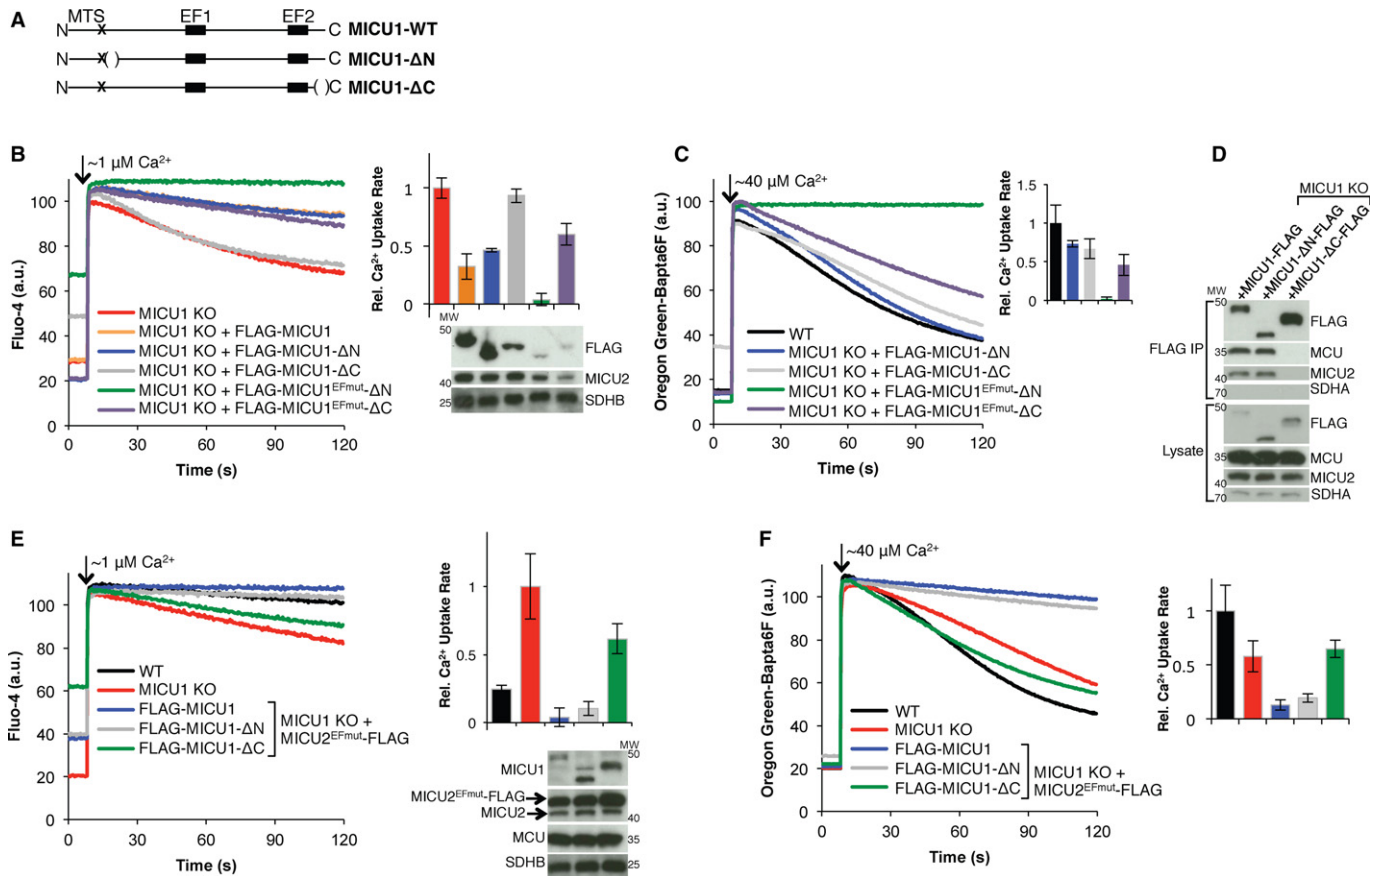 A
MTS EF1 EF2
N X C MICU1-WT
N X( ) C MICU1-ΔN
N X ( )C MICU1-ΔC
B
~1 μM Ca2+
Fluo-4 (a.u.)
100
80
60
40
20
0
0 30 60 90 120
Time (s)
MICU1 KO
MICU1 KO + FLAG-MICU1
MICU1 KO + FLAG-MICU1-ΔN
MICU1 KO + FLAG-MICU1-ΔC
MICU1 KO + FLAG-MICU1EFmut-ΔN
MICU1 KO + FLAG-MICU1EFmut-ΔC
Rel. Ca2+ Uptake Rate
1
0.5
0
MW
50 FLAG
40 MICU2
25 SDHB
C
~40 μM Ca2+
Oregon Green-Bapta6F (a.u.)
100
80
60
40
20
0
0 30 60 90 120
Time (s)
WT
MICU1 KO + FLAG-MICU1-ΔN
MICU1 KO + FLAG-MICU1-ΔC
MICU1 KO + FLAG-MICU1EFmut-ΔN
MICU1 KO + FLAG-MICU1EFmut-ΔC
Rel. Ca2+ Uptake Rate
1.5
1
0.5
0
D
MICU1 KO
+MICU1-FLAG
+MICU1-ΔN-FLAG
+MICU1-ΔC-FLAG
MW
FLAG IP
50 FLAG
35 MCU
40 MICU2
70 SDHA
Lysate
50 FLAG
35 MCU
40 MICU2
70 SDHA
E
~1 μM Ca2+
Fluo-4 (a.u.)
100
80
60
40
20
0
0 30 60 90 120
Time (s)
WT
MICU1 KO
FLAG-MICU1
FLAG-MICU1-ΔN
FLAG-MICU1-ΔC
MICU1 KO +
MICU2EFmut-FLAG
Rel. Ca2+ Uptake Rate
1
0.5
0
MW
MICU1 50
MICU2EFmut-FLAG
MICU2 40
MCU 35
SDHB 25
F
~40 μM Ca2+
Oregon Green-Bapta6F (a.u.)
100
80
60
40
20
0
0 30 60 90 120
Time (s)
WT
MICU1 KO
FLAG-MICU1
FLAG-MICU1-ΔN
FLAG-MICU1-ΔC
MICU1 KO +
MICU2EFmut-FLAG
Rel. Ca2+ Uptake Rate
1
0.5
0